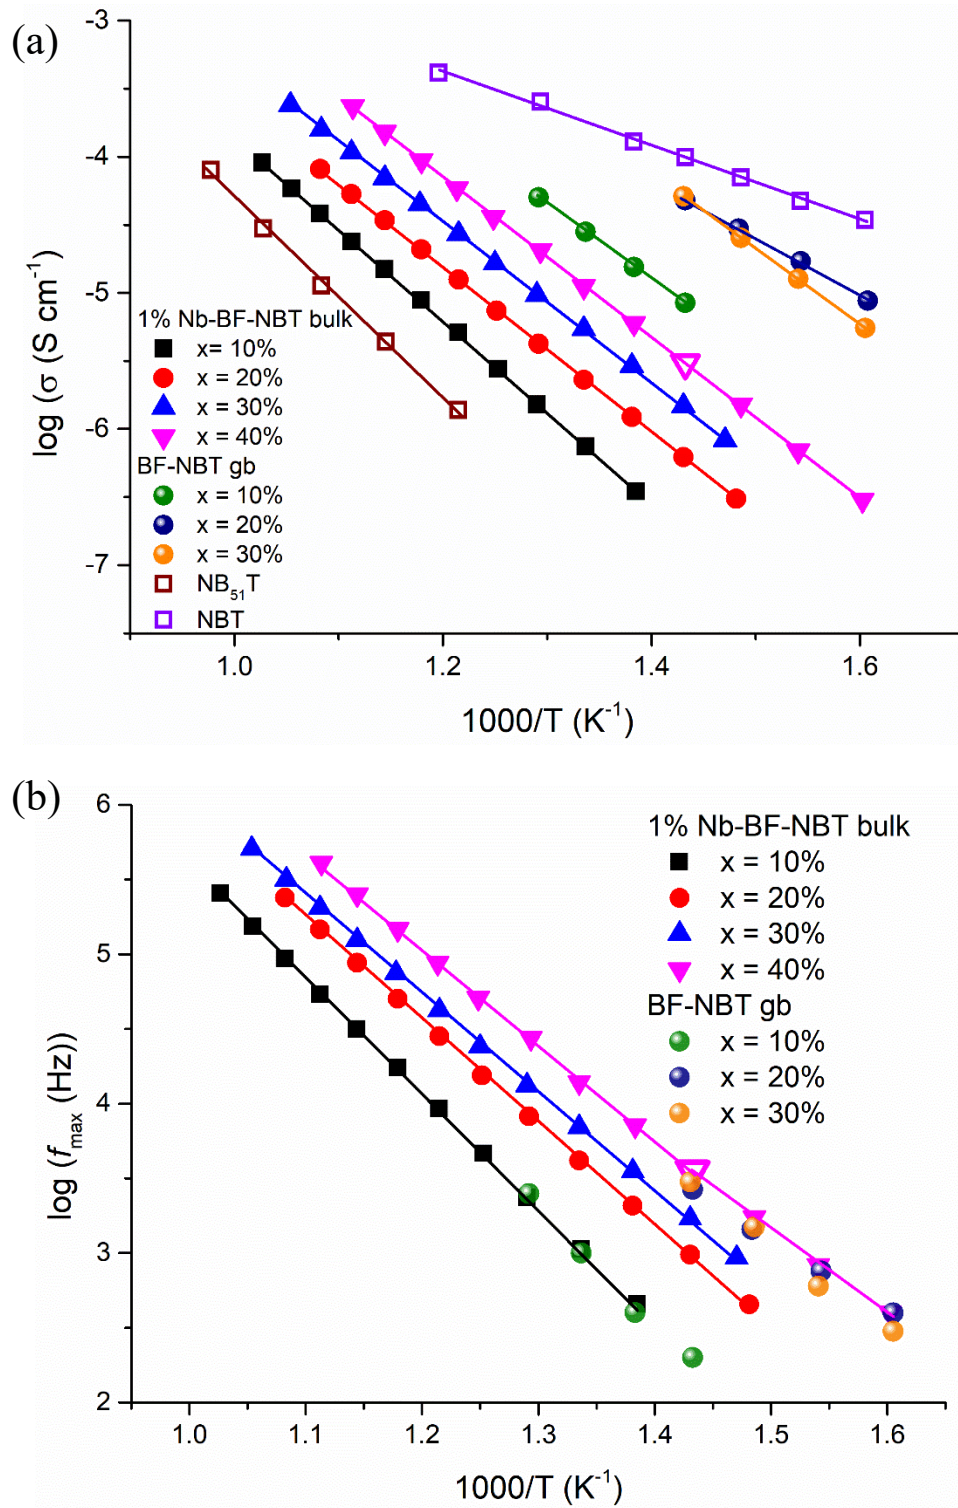 (a)
-3
-4
-5
-6
-7
log (σ (S cm⁻¹)
1% Nb-BF-NBT bulk
x= 10%
x = 20%
x = 30%
x = 40%
BF-NBT gb
x = 10%
x = 20%
x = 30%
NB₅₁T
NBT
1.0 1.2 1.4 1.6
1000/T (K⁻¹)
(b)
6
5
4
3
2
log (fmax (Hz))
1% Nb-BF-NBT bulk
x = 10%
x = 20%
x = 30%
x = 40%
BF-NBT gb
x = 10%
x = 20%
x = 30%
1.0 1.1 1.2 1.3 1.4 1.5 1.6
1000/T (K⁻¹)